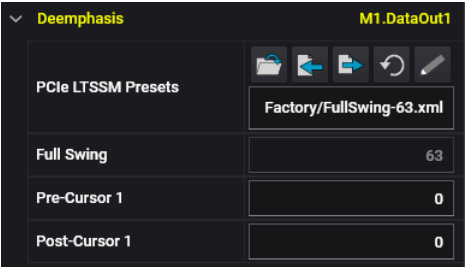 Deemphasis M1.DataOut1
PCIe LTSSM Presets
Factory/FullSwing-63.xml
Full Swing 63
Pre-Cursor 1 0
Post-Cursor 1 0